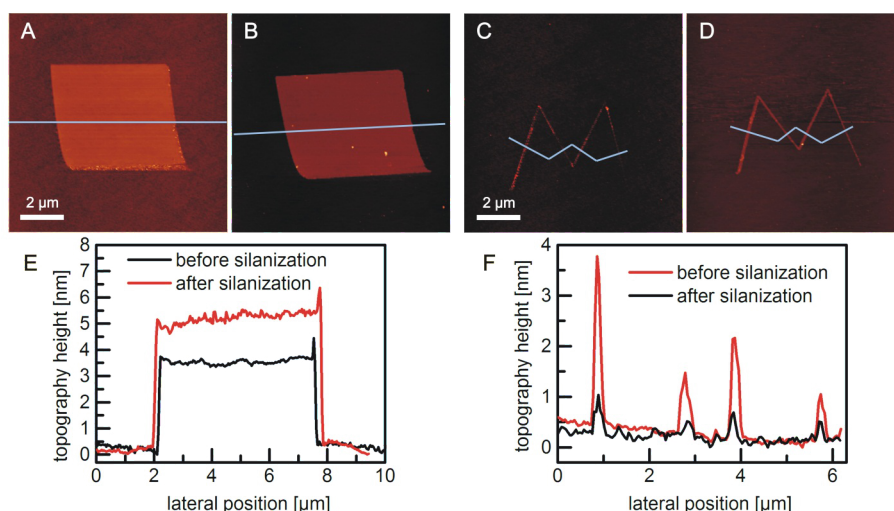 A
B
C
D
2 µm
2 µm
E
before silanization
after silanization
topography height [nm]
8
7
6
5
4
3
2
1
0
0 2 4 6 8 10
lateral position [µm]
F
before silanization
after silanization
topography height [nm]
4
3
2
1
0
0 2 4 6
lateral position [µm]